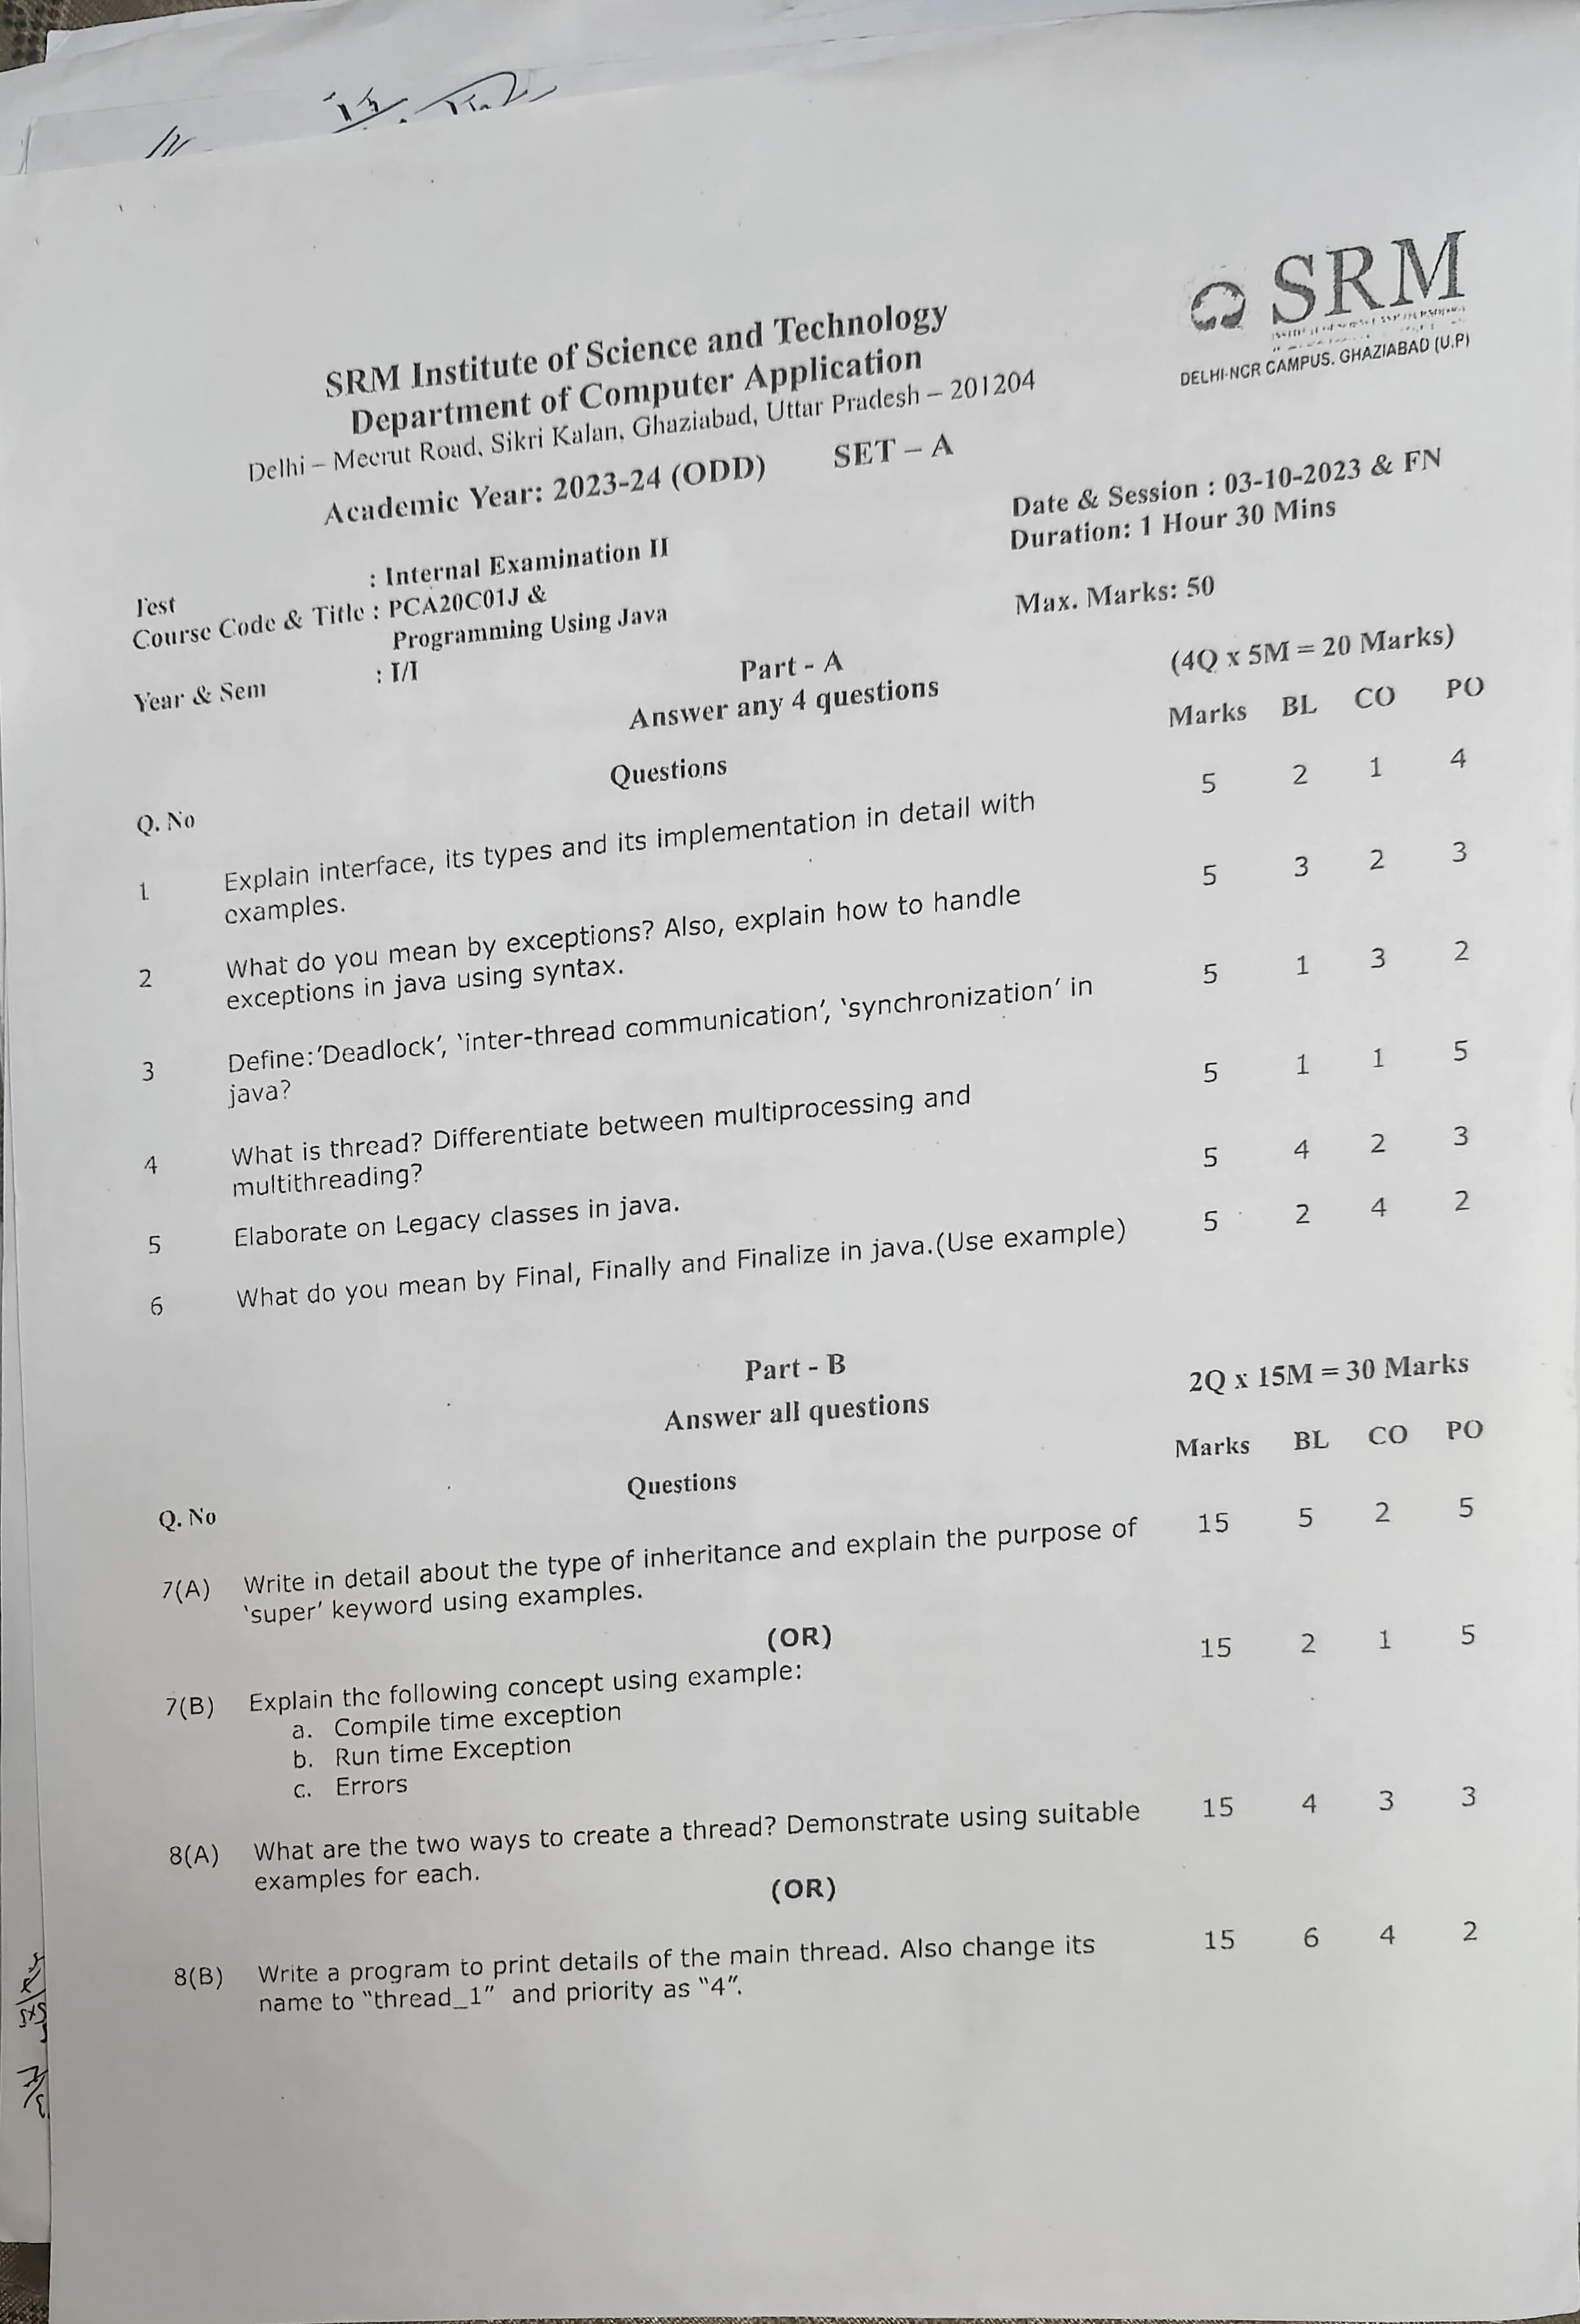 SRM
DELHI-NCR CAMPUS, GHAZIABAD (U.P)
SRM Institute of Science and Technology
Department of Computer Application
Delhi – Meerut Road, Sikri Kalan, Ghaziabad, Uttar Pradesh – 201204
Academic Year: 2023-24 (ODD) SET – A
Date & Session : 03-10-2023 & FN
Duration: 1 Hour 30 Mins
Test : Internal Examination II
Course Code & Title : PCA20C01J &
Programming Using Java
Max. Marks: 50
Year & Sem : I/I
Part - A
(4Q x 5M = 20 Marks)
Answer any 4 questions
Q. No Questions Marks BL CO PO
1 Explain interface, its types and its implementation in detail with 5 2 1 4
examples.
2 What do you mean by exceptions? Also, explain how to handle 5 3 2 3
exceptions in java using syntax.
3 Define:‘Deadlock’, ‘inter-thread communication’, ‘synchronization’ in 5 1 3 2
java?
4 What is thread? Differentiate between multiprocessing and 5 1 1 5
multithreading?
5 Elaborate on Legacy classes in java. 5 4 2 3
6 What do you mean by Final, Finally and Finalize in java.(Use example) 5 2 4 2
Part - B
2Q x 15M = 30 Marks
Answer all questions
Q. No Questions Marks BL CO PO
7(A) Write in detail about the type of inheritance and explain the purpose of 15 5 2 5
‘super’ keyword using examples.
(OR)
7(B) Explain the following concept using example: 15 2 1 5
a. Compile time exception
b. Run time Exception
c. Errors
8(A) What are the two ways to create a thread? Demonstrate using suitable 15 4 3 3
examples for each.
(OR)
8(B) Write a program to print details of the main thread. Also change its 15 6 4 2
name to “thread_1” and priority as “4”.